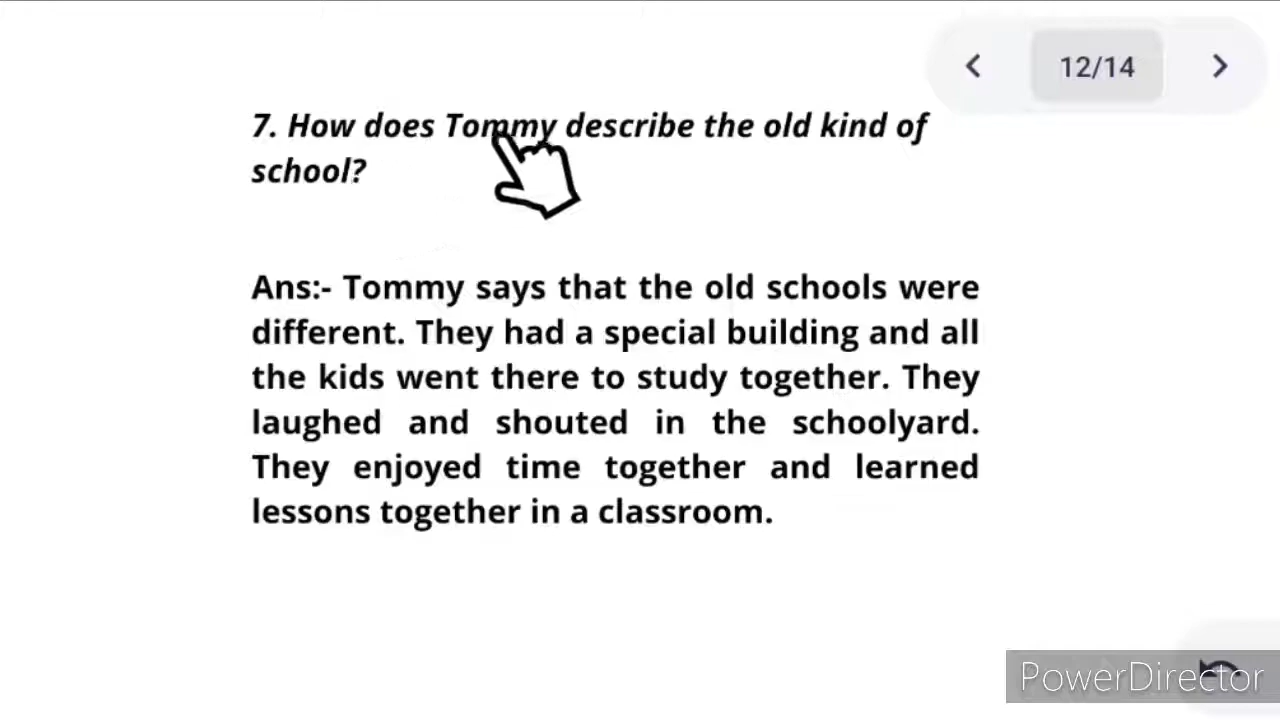 12/14
7. How does Tommy describe the old kind of
school?
Ans:- Tommy says that the old schools were
different. They had a special building and all
the kids went there to study together. They
laughed and shouted in the schoolyard.
They enjoyed time together and learned
lessons together in a classroom.
PowerDirector